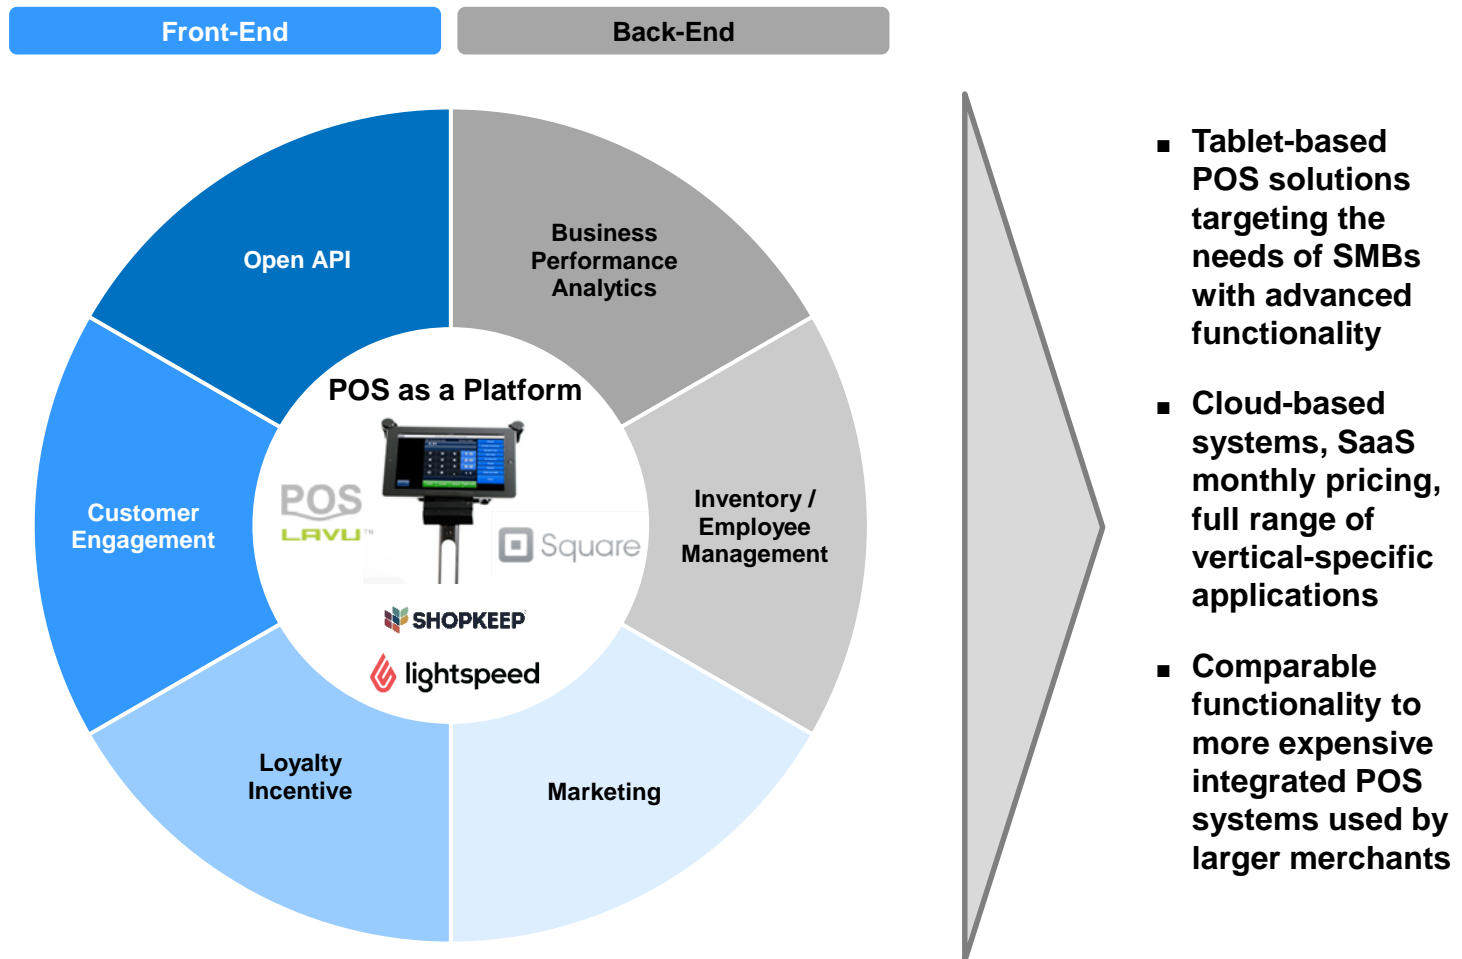 Front-End
Back-End
Open API
Business
Performance
Analytics
Customer
Engagement
POS as a Platform
POS
LAVU™
Square
SHOPKEEP
lightspeed
Inventory /
Employee
Management
Loyalty
Incentive
Marketing
■ Tablet-based
POS solutions
targeting the
needs of SMBs
with advanced
functionality
■ Cloud-based
systems, SaaS
monthly pricing,
full range of
vertical-specific
applications
■ Comparable
functionality to
more expensive
integrated POS
systems used by
larger merchants